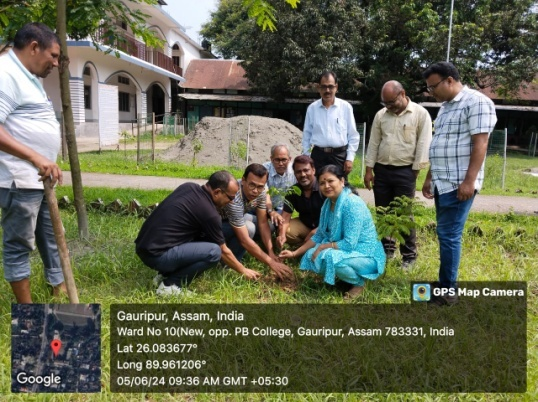 GPS Map Camera
Gauripur, Assam, India
Ward No 10(New, opp. PB College, Gauripur, Assam 783331, India
Lat 26.083677°
Long 89.961206°
05/06/24 09:36 AM GMT +05:30
Google